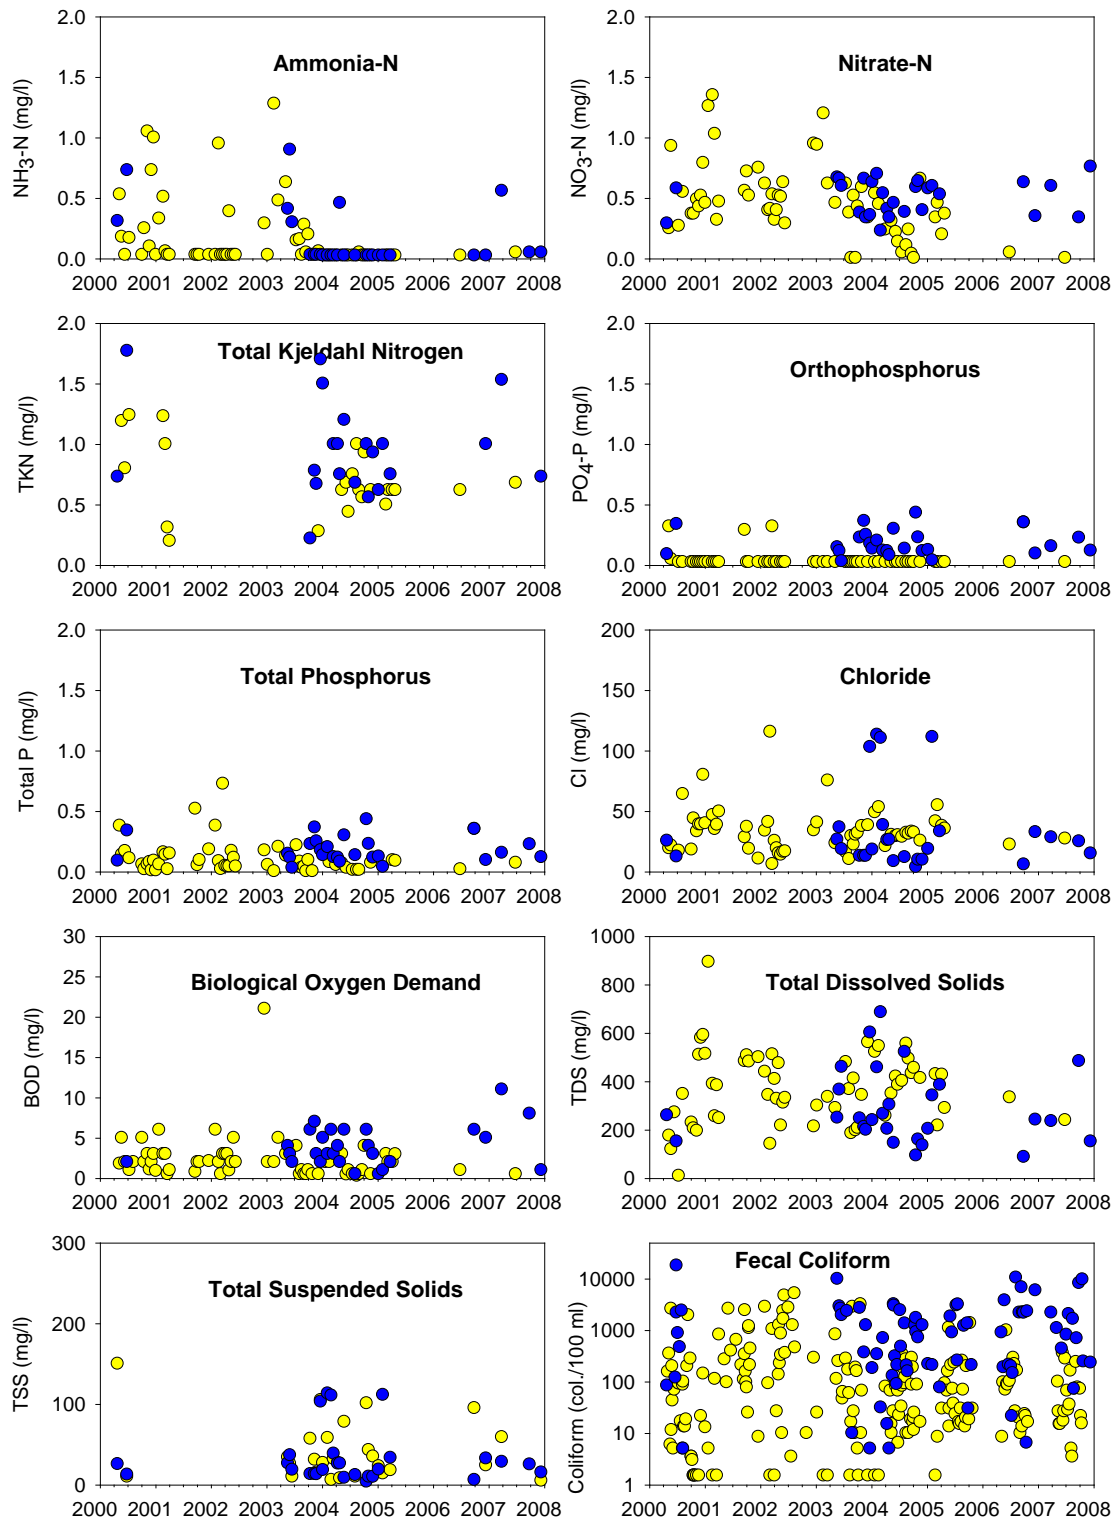 Ammonia-N
NH3-N (mg/l)
2.0
1.5
1.0
0.5
0.0
2000 2001 2002 2003 2004 2005 2006 2007 2008
Nitrate-N
NO3-N (mg/l)
2.0
1.5
1.0
0.5
0.0
2000 2001 2002 2003 2004 2005 2006 2007 2008
Total Kjeldahl Nitrogen
TKN (mg/l)
2.0
1.5
1.0
0.5
0.0
2000 2001 2002 2003 2004 2005 2006 2007 2008
Orthophosphorus
PO4-P (mg/l)
2.0
1.5
1.0
0.5
0.0
2000 2001 2002 2003 2004 2005 2006 2007 2008
Total Phosphorus
Total P (mg/l)
2.0
1.5
1.0
0.5
0.0
2000 2001 2002 2003 2004 2005 2006 2007 2008
Chloride
Cl (mg/l)
200
150
100
50
0
2000 2001 2002 2003 2004 2005 2006 2007 2008
Biological Oxygen Demand
BOD (mg/l)
30
25
20
15
10
5
0
2000 2001 2002 2003 2004 2005 2006 2007 2008
Total Dissolved Solids
TDS (mg/l)
1000
800
600
400
200
0
2000 2001 2002 2003 2004 2005 2006 2007 2008
Total Suspended Solids
TSS (mg/l)
300
200
100
0
2000 2001 2002 2003 2004 2005 2006 2007 2008
Fecal Coliform
Coliform (col./100 ml)
10000
1000
100
10
1
2000 2001 2002 2003 2004 2005 2006 2007 2008